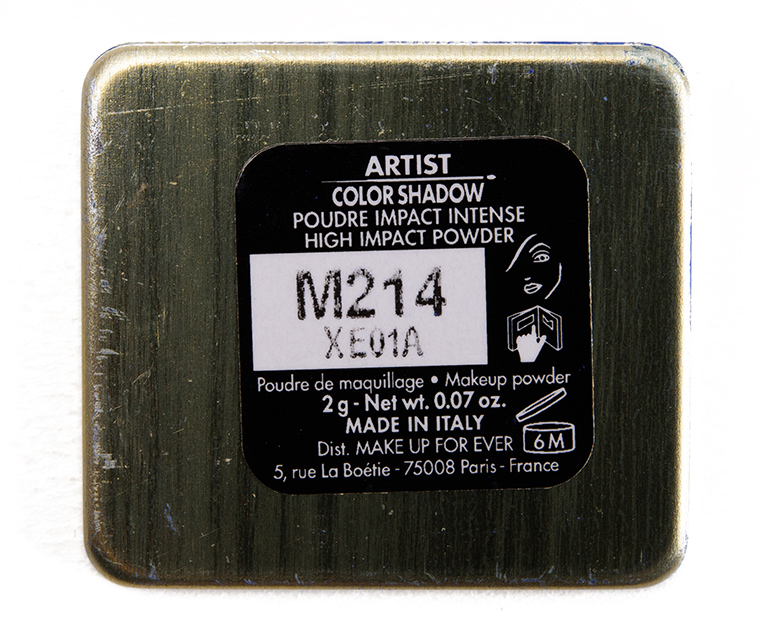 ARTIST
COLOR SHADOW
POUDRE IMPACT INTENSE
HIGH IMPACT POWDER
M214
XE01A
Poudre de maquillage • Makeup powder
2 g - Net wt. 0.07 oz.
MADE IN ITALY
Dist. MAKE UP FOR EVER
6M
5, rue La Boétie - 75008 Paris - France